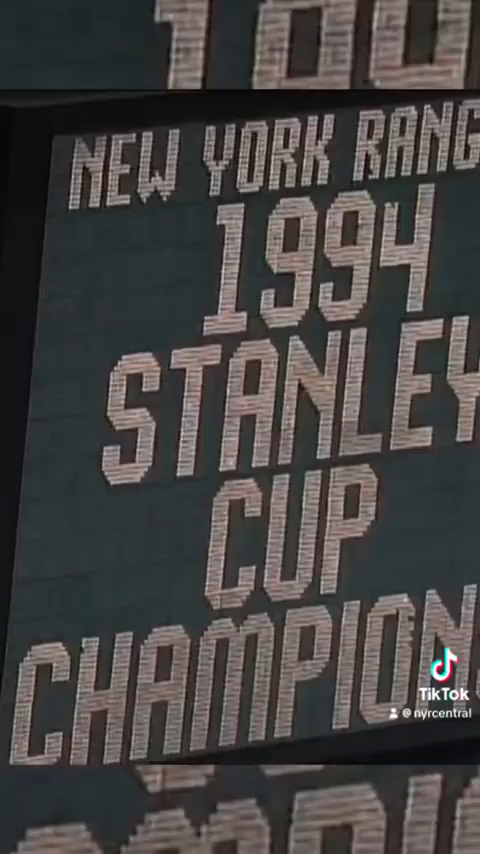 NEW YORK RANG
1994
STANLEY
CUP
CHAMPION
TikTok
@nyrcentral